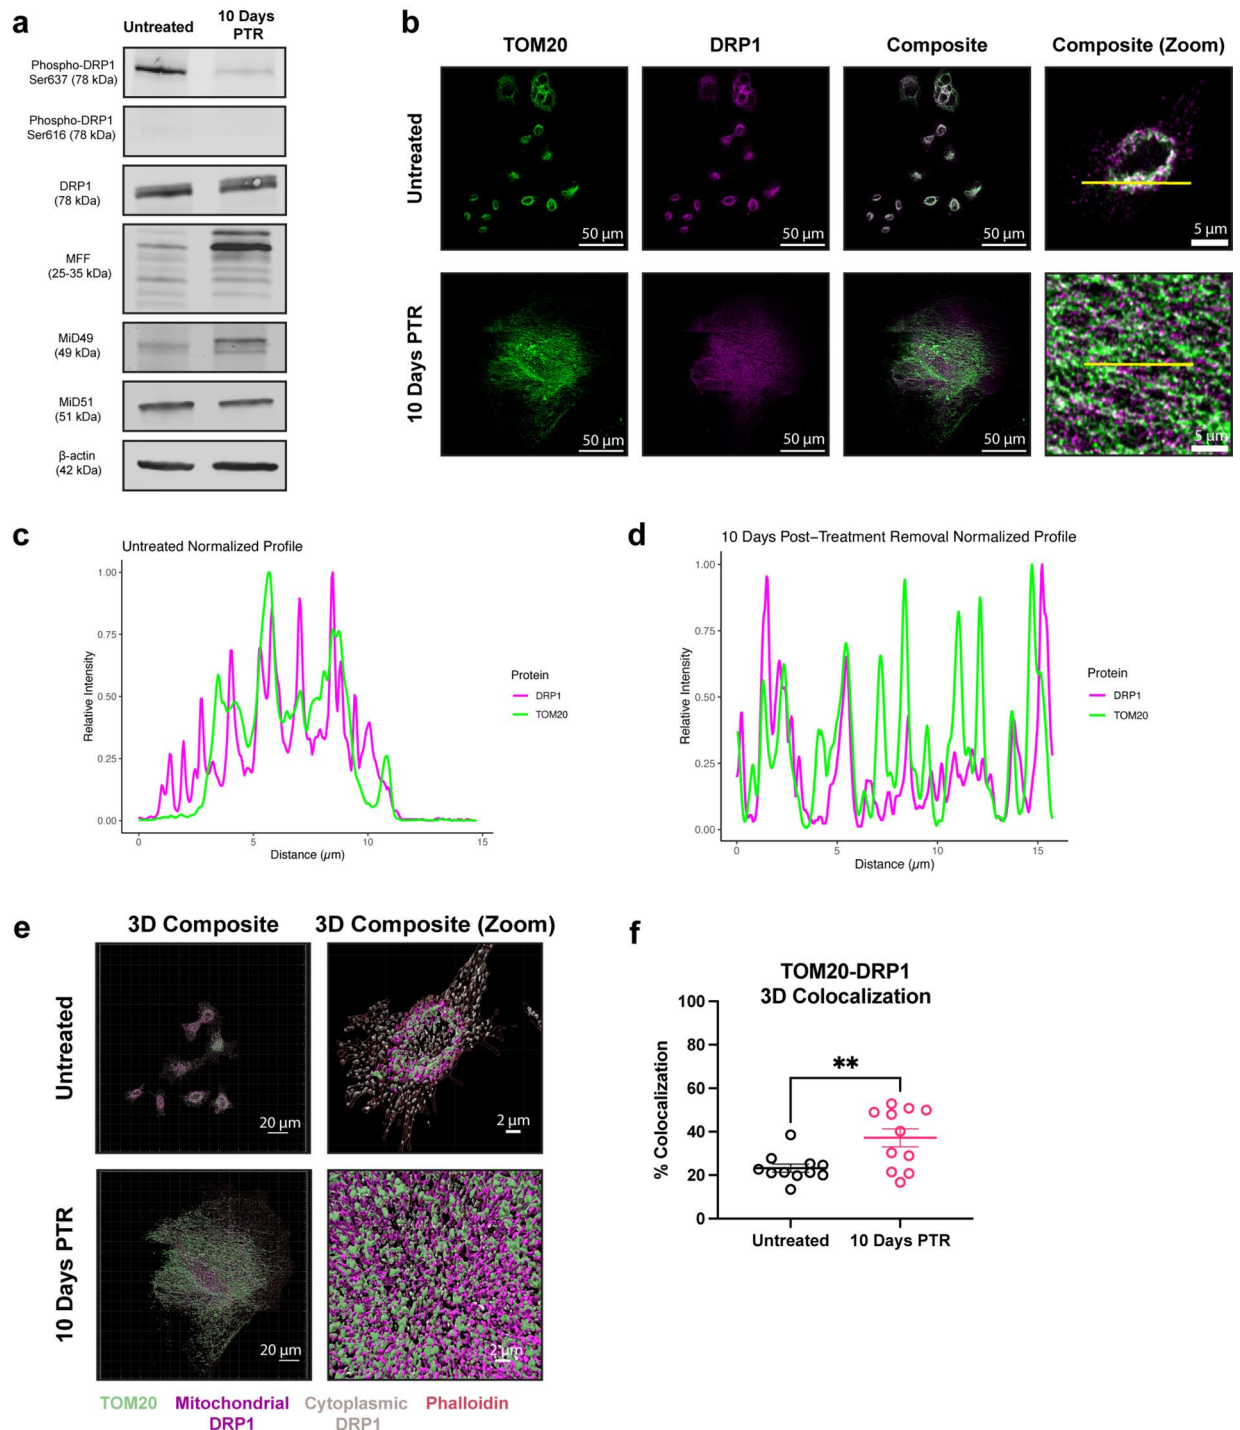 a
Untreated
10 Days
PTR
Phospho-DRP1
Ser637 (78 kDa)
Phospho-DRP1
Ser616 (78 kDa)
DRP1
(78 kDa)
MFF
(25-35 kDa)
MiD49
(49 kDa)
MiD51
(51 kDa)
β-actin
(42 kDa)
b
TOM20
DRP1
Composite
Composite (Zoom)
Untreated
50 µm
50 µm
50 µm
5 µm
10 Days PTR
50 µm
50 µm
50 µm
5 µm
c
Untreated Normalized Profile
1.00
0.75
0.50
0.25
0.00
Relative Intensity
0
5
10
15
Distance (µm)
Protein
DRP1
TOM20
d
10 Days Post−Treatment Removal Normalized Profile
1.00
0.75
0.50
0.25
0.00
Relative Intensity
0
5
10
15
Distance (µm)
Protein
DRP1
TOM20
e
3D Composite
3D Composite (Zoom)
Untreated
20 µm
2 µm
10 Days PTR
20 µm
2 µm
TOM20
Mitochondrial
DRP1
Cytoplasmic
DRP1
Phalloidin
f
TOM20-DRP1
3D Colocalization
100
80
60
40
20
0
% Colocalization
**
Untreated
10 Days PTR